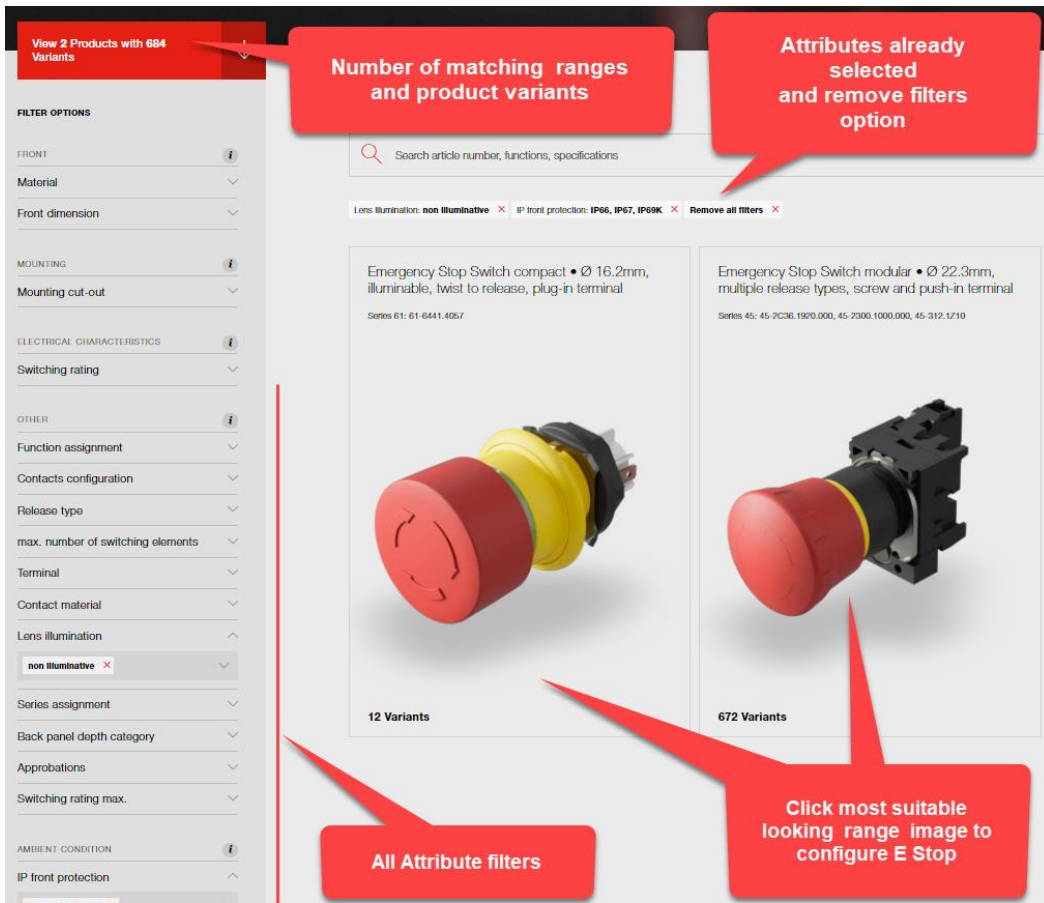 View 2 Products with 684
Variants
Number of matching ranges
and product variants
Attributes already
selected
and remove filters
option
FILTER OPTIONS
FRONT
Material
Front dimension
MOUNTING
Mounting cut-out
ELECTRICAL CHARACTERISTICS
Switching rating
OTHER
Function assignment
Contacts configuration
Release type
max. number of switching elements
Terminal
Contact material
Lens illumination
non illuminative
Series assignment
Back panel depth category
Approbations
Switching rating max.
AMBIENT CONDITION
IP front protection
Search article number, functions, specifications
Lens illumination: non illuminative IP front protection: IP66, IP67, IP69K Remove all filters
Emergency Stop Switch compact • Ø 16.2mm,
illuminable, twist to release, plug-in terminal
Series 61: 61-6441.4057
12 Variants
Emergency Stop Switch modular • Ø 22.3mm,
multiple release types, screw and push-in terminal
Series 45: 45-2C36.1920.000, 45-2300.1000.000, 45-312.1Z10
672 Variants
All Attribute filters
Click most suitable
looking range image to
configure E Stop